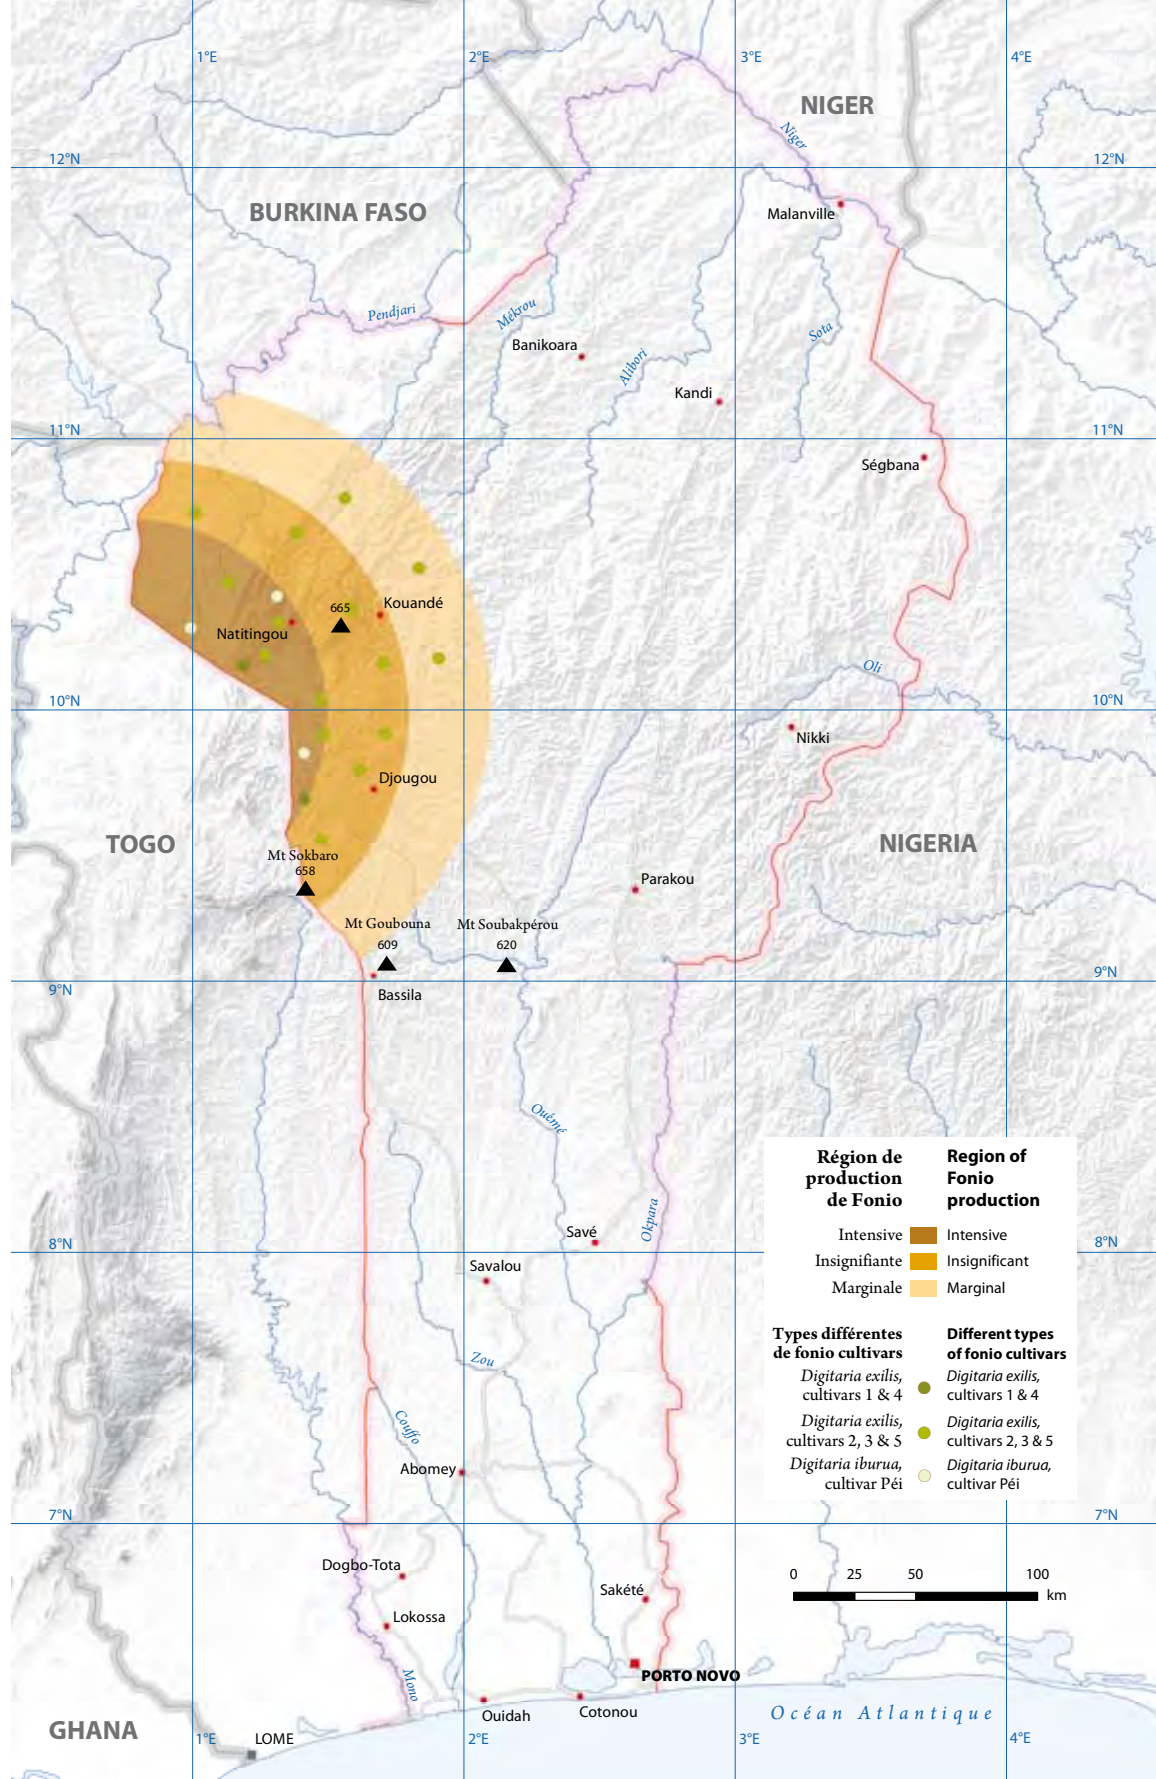 1°E
2°E
3°E
4°E
NIGER
Niger
12°N
12°N
BURKINA FASO
Malanville
Pendjari
Mékrou
Sota
Banikoara
Alibori
Kandi
11°N
11°N
Ségbana
665
Kouandé
Natitingou
Oli
10°N
10°N
Nikki
Djougou
TOGO
NIGERIA
Mt Sokbaro
658
Parakou
Mt Goubouna
609
Mt Soubakpérou
620
9°N
9°N
Bassila
Ouémé
Okpara
Savé
8°N
8°N
Savalou
Zou
Couffo
Abomey
7°N
7°N
Dogbo-Tota
Sakété
Lokossa
Mono
PORTO NOVO
Ouidah
Cotonou
Océan Atlantique
GHANA
LOME
1°E
2°E
3°E
4°E
Région de
production
de Fonio
Region of
Fonio
production
Intensive
Intensive
Insignifiante
Insignificant
Marginale
Marginal
Types différentes
de fonio cultivars
Different types
of fonio cultivars
Digitaria exilis,
cultivars 1 & 4
Digitaria exilis,
cultivars 1 & 4
Digitaria exilis,
cultivars 2, 3 & 5
Digitaria exilis,
cultivars 2, 3 & 5
Digitaria iburua,
cultivar Péi
Digitaria iburua,
cultivar Péi
0 25 50 100
km